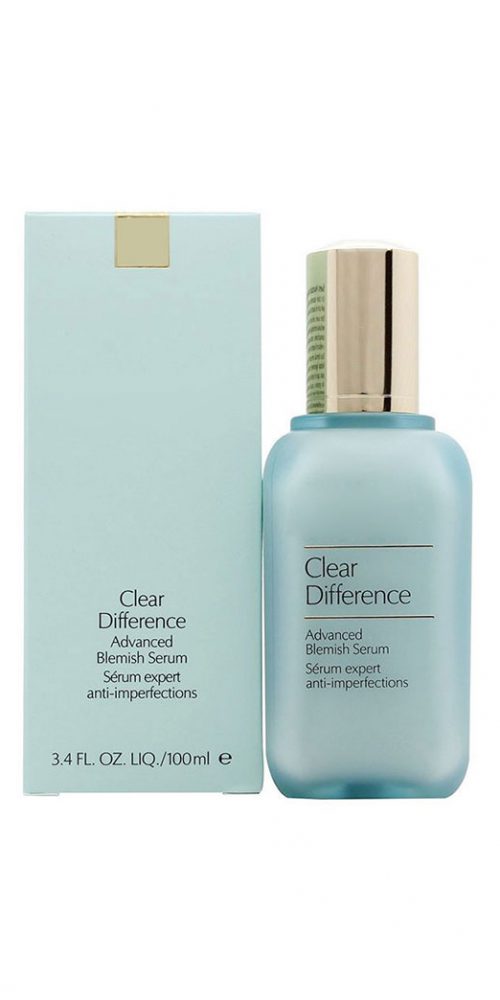 Clear
Difference
Advanced
Blemish Serum
Sérum expert
anti-imperfections
3.4 FL. OZ. LIQ./100ml e
Clear
Difference
Advanced
Blemish Serum
Sérum expert
anti-imperfections